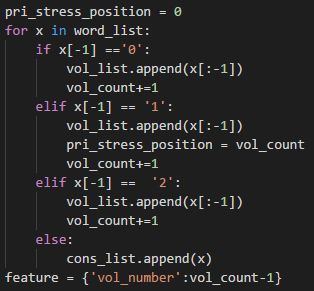 pri_stress_position = 0
for x in word_list:
    if x[-1] =='0':
        vol_list.append(x[:-1])
        vol_count+=1
    elif x[-1] == '1':
        vol_list.append(x[:-1])
        pri_stress_position = vol_count
        vol_count+=1
    elif x[-1] ==  '2':
        vol_list.append(x[:-1])
        vol_count+=1
    else:
        cons_list.append(x)
feature = {'vol_number':vol_count-1}